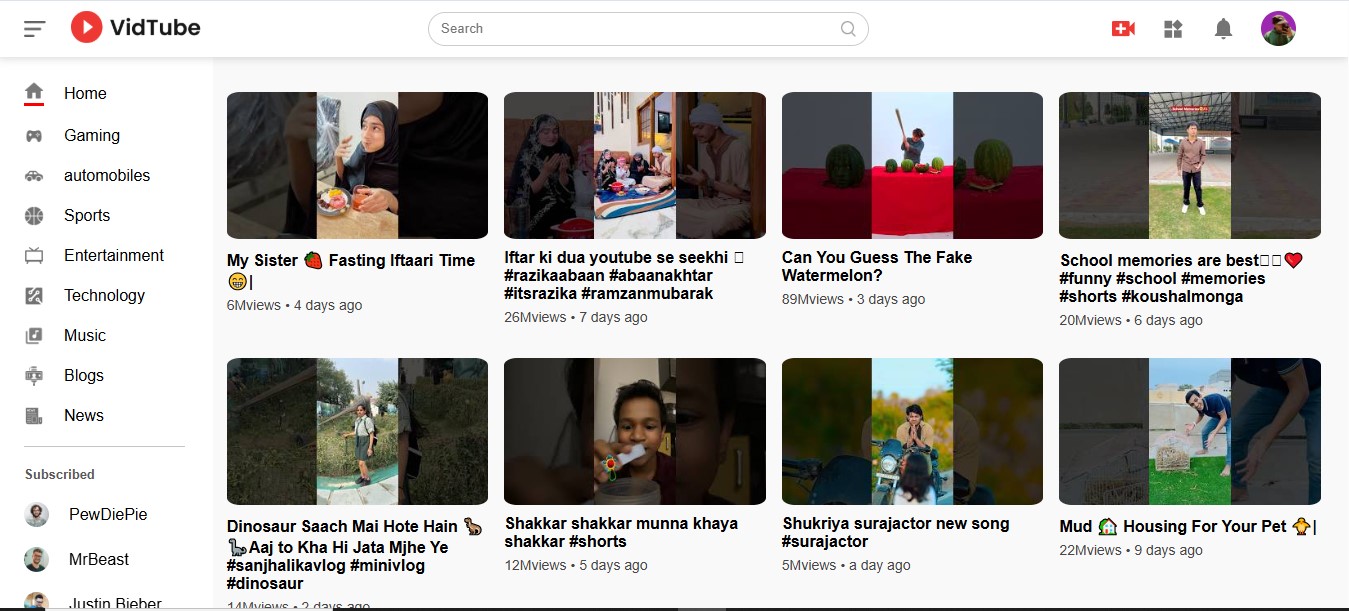 VidTube
Search
Home
Gaming
automobiles
Sports
Entertainment
Technology
Music
Blogs
News
Subscribed
PewDiePie
MrBeast
Justin Bieber
My Sister 🍓 Fasting Iftaari Time
😁|
6Mviews • 4 days ago
Iftar ki dua youtube se seekhi
#razikaabaan #abaanakhtar
#itsrazika #ramzanmubarak
26Mviews • 7 days ago
Can You Guess The Fake
Watermelon?
89Mviews • 3 days ago
School memories are best❤️
#funny #school #memories
#shorts #koushalmonga
20Mviews • 6 days ago
Dinosaur Saach Mai Hote Hain 🐆
🦕Aaj to Kha Hi Jata Mjhe Ye
#sanjhalikavlog #minivlog
#dinosaur
14Mviews • 2 days ago
Shakkar shakkar munna khaya
shakkar #shorts
12Mviews • 5 days ago
Shukriya surajactor new song
#surajactor
5Mviews • a day ago
Mud 🏠 Housing For Your Pet 🐥|
22Mviews • 9 days ago